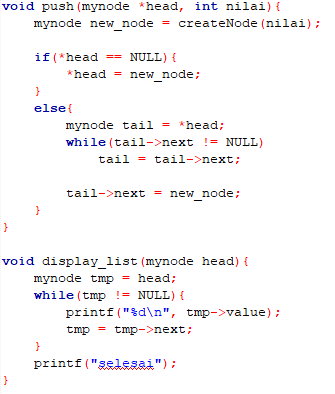 void push(mynode *head, int nilai){
    mynode new_node = createNode(nilai);

    if(*head == NULL){
        *head = new_node;
    }
    else{
        mynode tail = *head;
        while(tail->next != NULL)
            tail = tail->next;

        tail->next = new_node;
    }
}

void display_list(mynode head){
    mynode tmp = head;
    while(tmp != NULL){
        printf("%d\n", tmp->value);
        tmp = tmp->next;
    }
    printf("selesai");
}